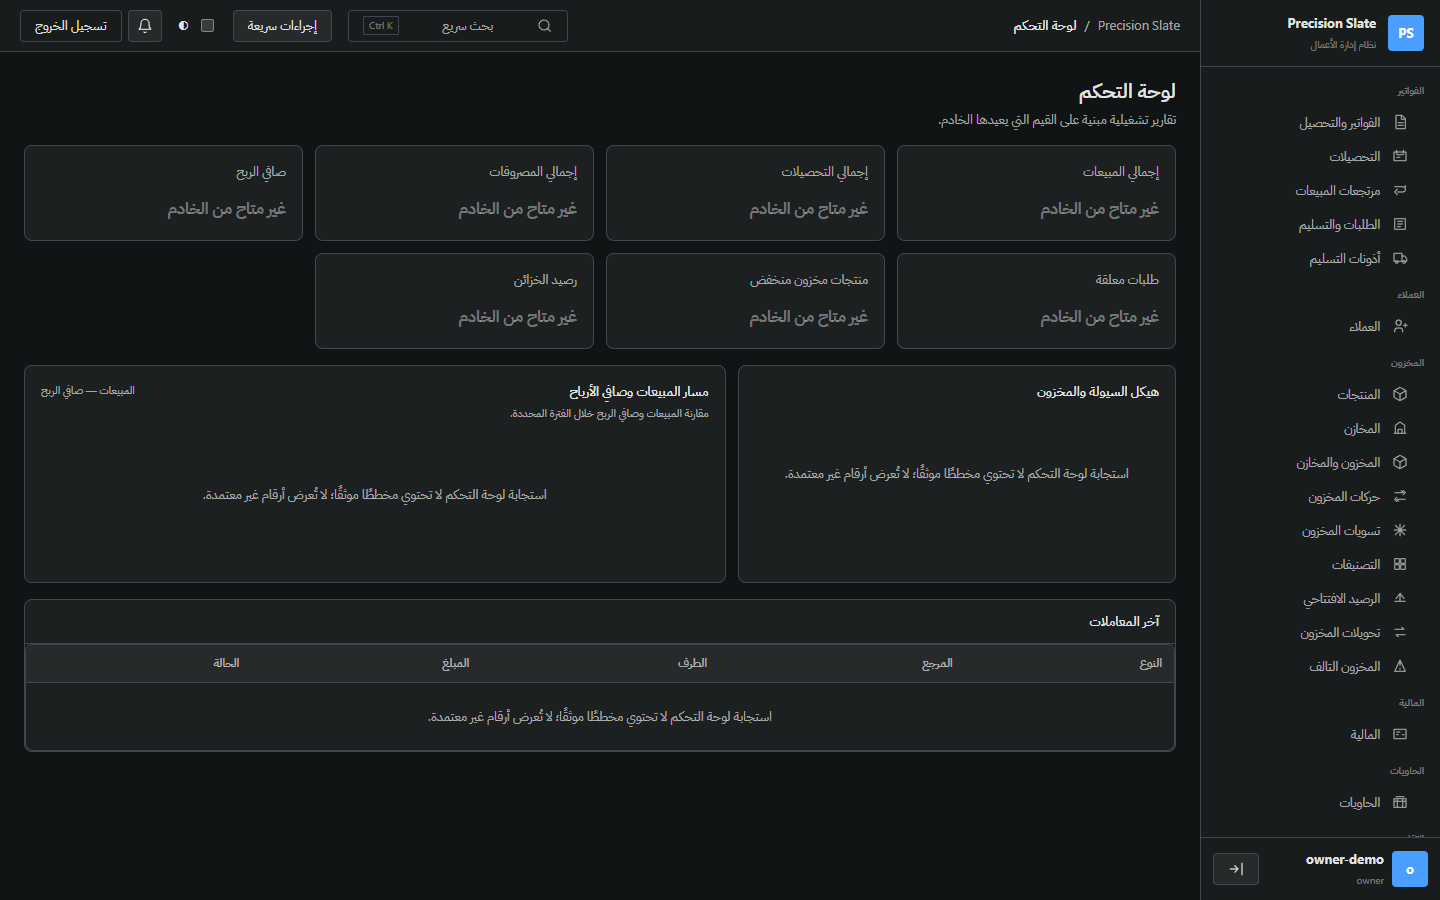 PS
Precision Slate
نظام إدارة الأعمال
الفواتير
الفواتير والتحصيل
التحصيلات
مرتجعات المبيعات
الطلبات والتسليم
أذونات التسليم
العملاء
العملاء
المخزون
المنتجات
المخازن
المخزون والمخازن
حركات المخزون
تسويات المخزون
التصنيفات
الرصيد الافتتاحي
تحويلات المخزون
المخزون التالف
المالية
المالية
الحاويات
الحاويات
o
owner-demo
owner
Precision Slate / لوحة التحكم
بحث سريع
Ctrl K
إجراءات سريعة
تسجيل الخروج
لوحة التحكم
تقارير تشغيلية مبنية على القيم التي يعيدها الخادم.
إجمالي المبيعات
غير متاح من الخادم
إجمالي التحصيلات
غير متاح من الخادم
إجمالي المصروفات
غير متاح من الخادم
صافي الربح
غير متاح من الخادم
طلبات معلقة
غير متاح من الخادم
منتجات مخزون منخفض
غير متاح من الخادم
رصيد الخزائن
غير متاح من الخادم
هيكل السيولة والمخزون
استجابة لوحة التحكم لا تحتوي مخططًا موثقًا؛ لا تُعرض أرقام غير معتمدة.
مسار المبيعات وصافي الأرباح
مقارنة المبيعات وصافي الربح خلال الفترة المحددة.
المبيعات — صافي الربح
استجابة لوحة التحكم لا تحتوي مخططًا موثقًا؛ لا تُعرض أرقام غير معتمدة.
آخر المعاملات
النوع المرجع الطرف المبلغ الحالة
استجابة لوحة التحكم لا تحتوي مخططًا موثقًا؛ لا تُعرض أرقام غير معتمدة.